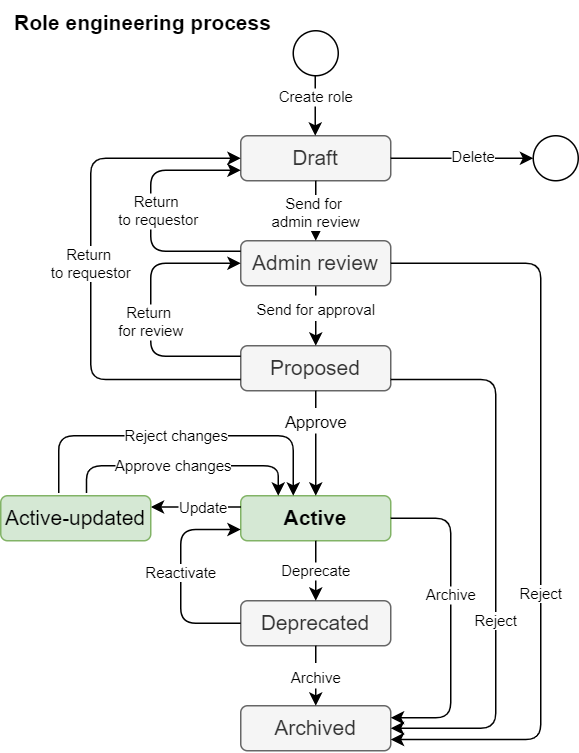 Role engineering process
Create role
Draft
Delete
Return
to requestor
Send for
admin review
Return
to requestor
Admin review
Return
for review
Send for approval
Proposed
Approve
Reject changes
Approve changes
Active-updated
Update
Active
Reactivate
Deprecate
Archive
Reject
Reject
Deprecated
Archive
Archived